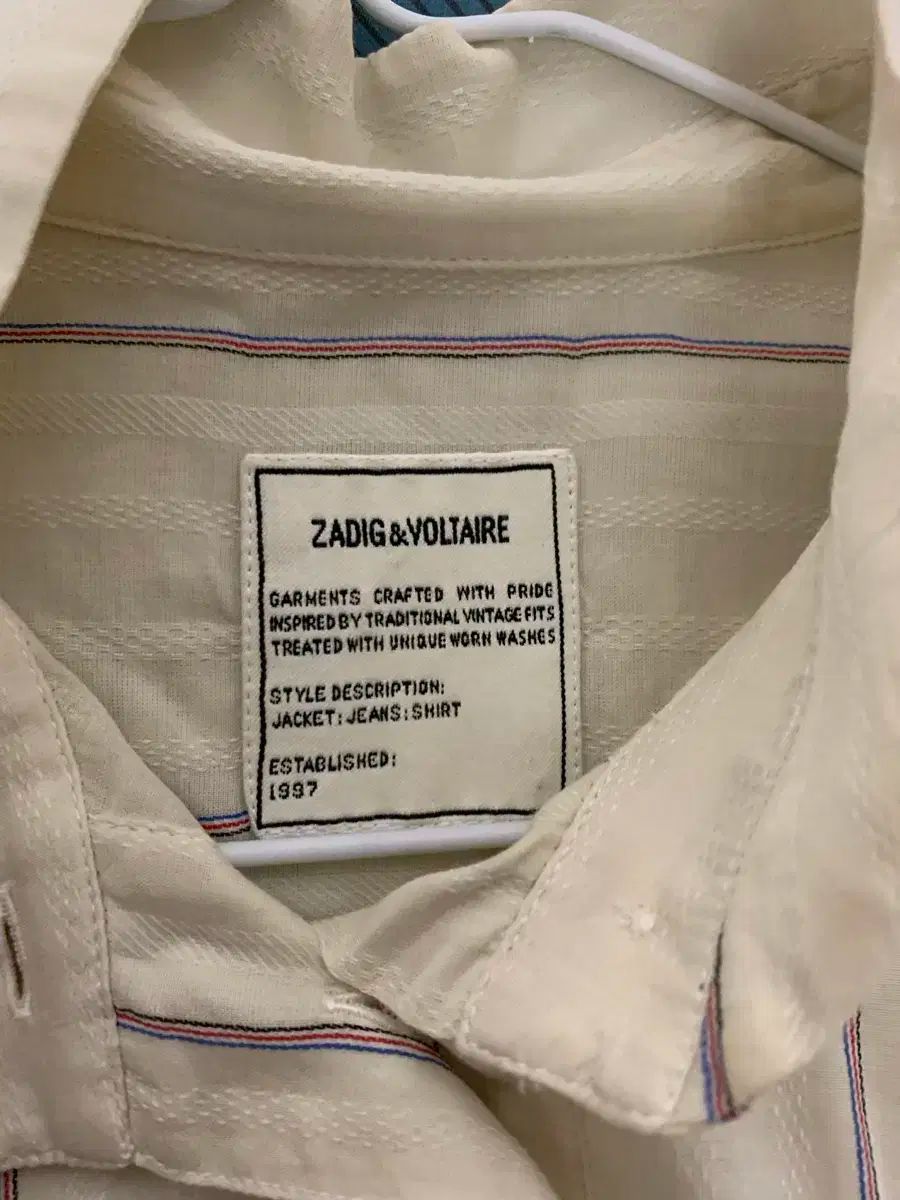 ZADIG&VOLTAIRE
GARMENTS CRAFTED WITH PRIDE
INSPIRED BY TRADITIONAL VINTAGE FITS
TREATED WITH UNIQUE WORN WASHES
STYLE DESCRIPTION:
JACKET:JEANS:SHIRT
ESTABLISHED:
1997